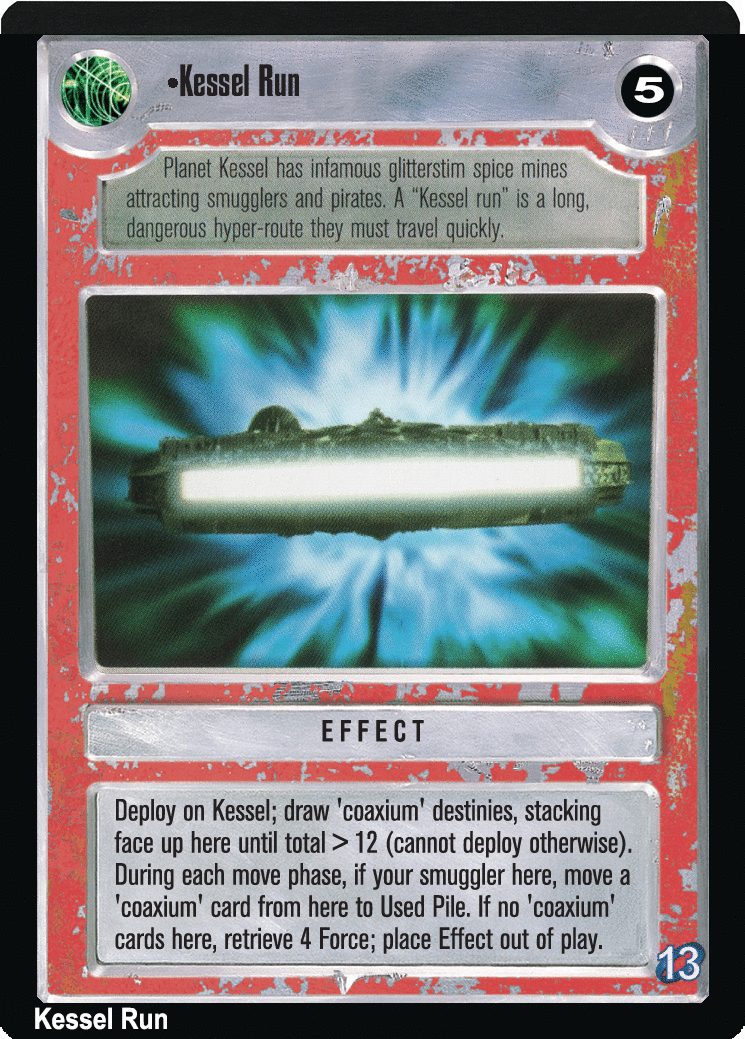 •Kessel Run
5
Planet Kessel has infamous glitterstim spice mines
attracting smugglers and pirates. A “Kessel run” is a long,
dangerous hyper-route they must travel quickly.
EFFECT
Deploy on Kessel; draw 'coaxium' destinies, stacking
face up here until total > 12 (cannot deploy otherwise).
During each move phase, if your smuggler here, move a
'coaxium' card from here to Used Pile. If no 'coaxium'
cards here, retrieve 4 Force; place Effect out of play.
13
Kessel Run